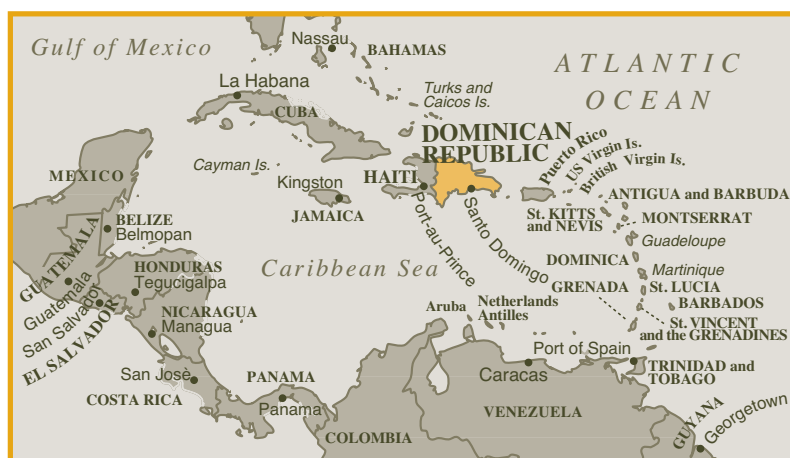 Gulf of Mexico
Nassau
BAHAMAS
ATLANTIC
OCEAN
La Habana
CUBA
Turks and
Caicos Is.
DOMINICAN
REPUBLIC
Puerto Rico
US Virgin Is.
British Virgin Is.
MEXICO
Cayman Is.
HAITI
Kingston
JAMAICA
Port-au-Prince
Santo Domingo
ANTIGUA and BARBUDA
St. KITTS
and NEVIS
MONTSERRAT
Guadeloupe
BELIZE
Belmopan
GUATEMALA
Guatemala
HONDURAS
Tegucigalpa
Caribbean Sea
DOMINICA
Martinique
GRENADA
St. LUCIA
BARBADOS
San Salvador
EL SALVADOR
NICARAGUA
Managua
Aruba
Netherlands
Antilles
St. VINCENT
and the GRENADINES
San Josè
COSTA RICA
PANAMA
Panama
Caracas
Port of Spain
TRINIDAD and
TOBAGO
COLOMBIA
VENEZUELA
GUYANA
Georgetown